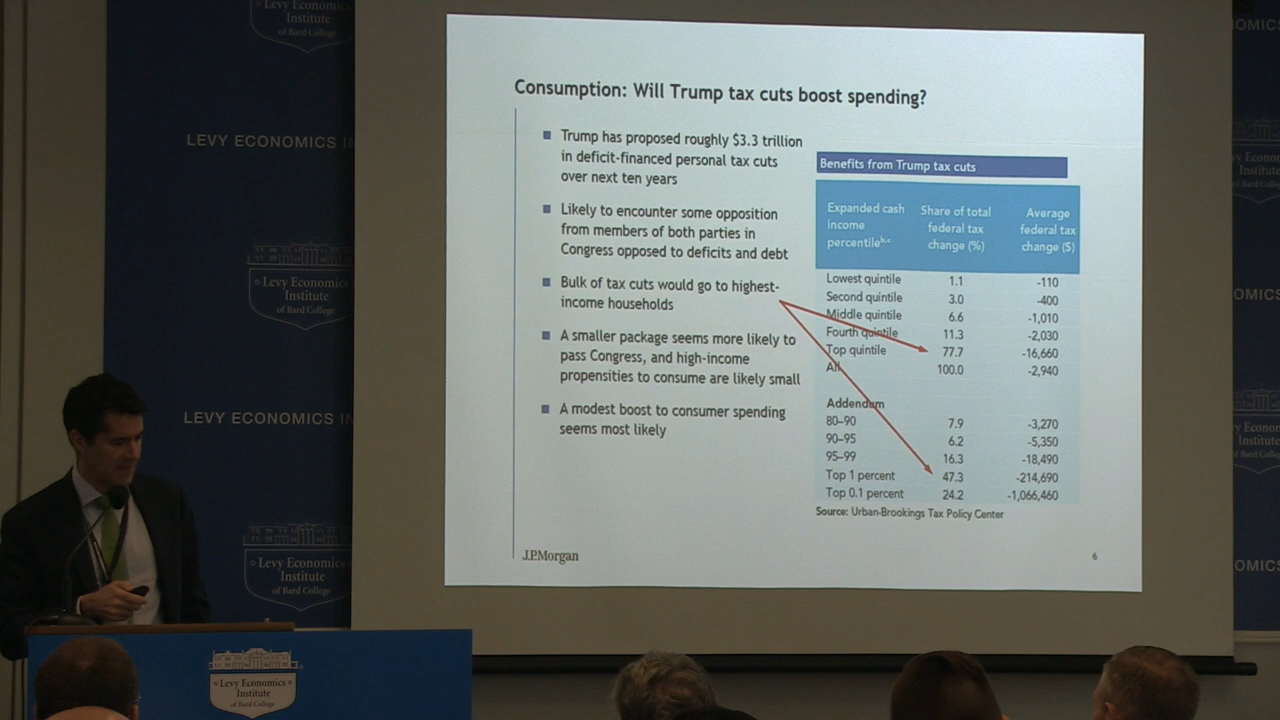 Levy Economics
Institute
of Bard College
LEVY ECONOMICS IN
Levy Economics
Institute
of Bard College
LEVY ECONOMICS IN
Levy Economics
Institute
of Bard College
Consumption: Will Trump tax cuts boost spending?
Trump has proposed roughly $3.3 trillion
in deficit-financed personal tax cuts
over next ten years
Likely to encounter some opposition
from members of both parties in
Congress opposed to deficits and debt
Bulk of tax cuts would go to highest-
income households
A smaller package seems more likely to
pass Congress, and high-income
propensities to consume are likely small
A modest boost to consumer spending
seems most likely
Benefits from Trump tax cuts
Expanded cash income percentile b,c
Share of total federal tax change (%)
Average federal tax change ($)
Lowest quintile 1.1 -110
Second quintile 3.0 -400
Middle quintile 6.6 -1,010
Fourth quintile 11.3 -2,030
Top quintile 77.7 -16,660
All 100.0 -2,940
Addendum
80–90 7.9 -3,270
90–95 6.2 -5,350
95–99 16.3 -18,490
Top 1 percent 47.3 -214,690
Top 0.1 percent 24.2 -1,066,460
Source: Urban-Brookings Tax Policy Center
J.P.Morgan
6
Levy Economics
Institute
of Bard College
OMICS
OMICS